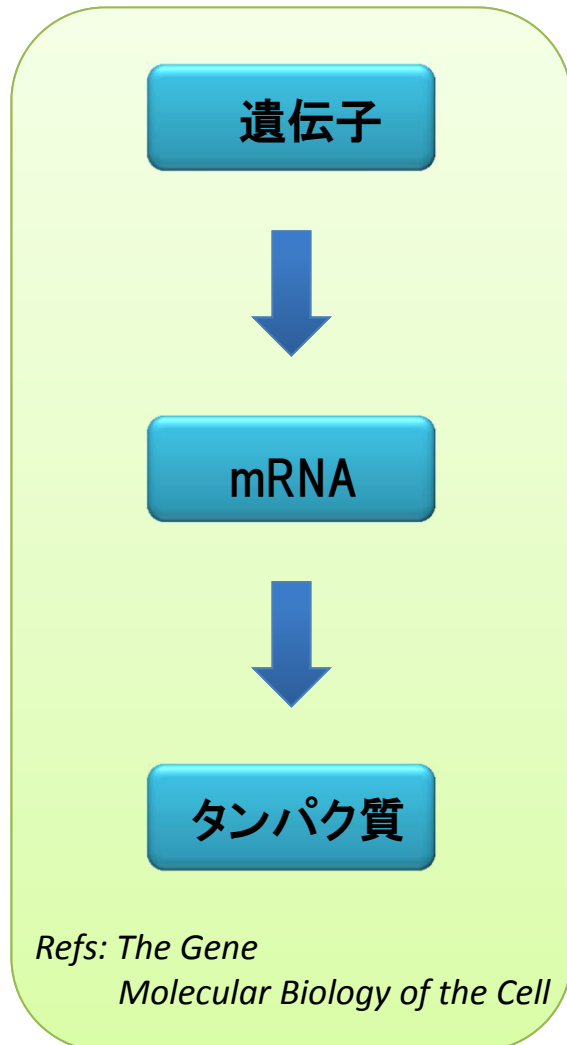 遺伝子
mRNA
タンパク質
Refs: The Gene
Molecular Biology of the Cell